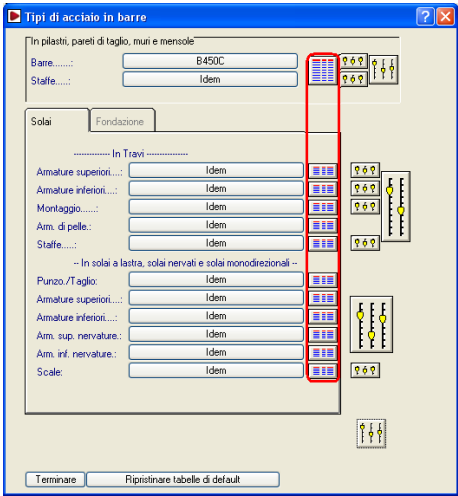 Tipi di acciaio in barre
In pilastri, pareti di taglio, muri e mensole
Barre.......: B450C
Staffe......: Idem
Solai Fondazione
-------------- In Travi ----------------
Armature superiori....: Idem
Armature inferiori....: Idem
Montaggio......: Idem
Arm. di pelle.: Idem
Staffe.....: Idem
-- In solai a lastra, solai nervati e solai monodirezionali --
Punzo./Taglio: Idem
Armature superiori....: Idem
Armature inferiori....: Idem
Arm. sup. nervature.: Idem
Arm. inf. nervature.: Idem
Scale: Idem
Terminare Ripristinare tabelle di default